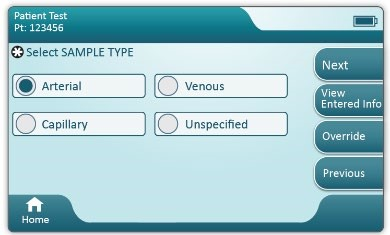 Patient Test
Pt: 123456
Select SAMPLE TYPE
Arterial
Venous
Capillary
Unspecified
Next
View
Entered Info
Override
Previous
Home